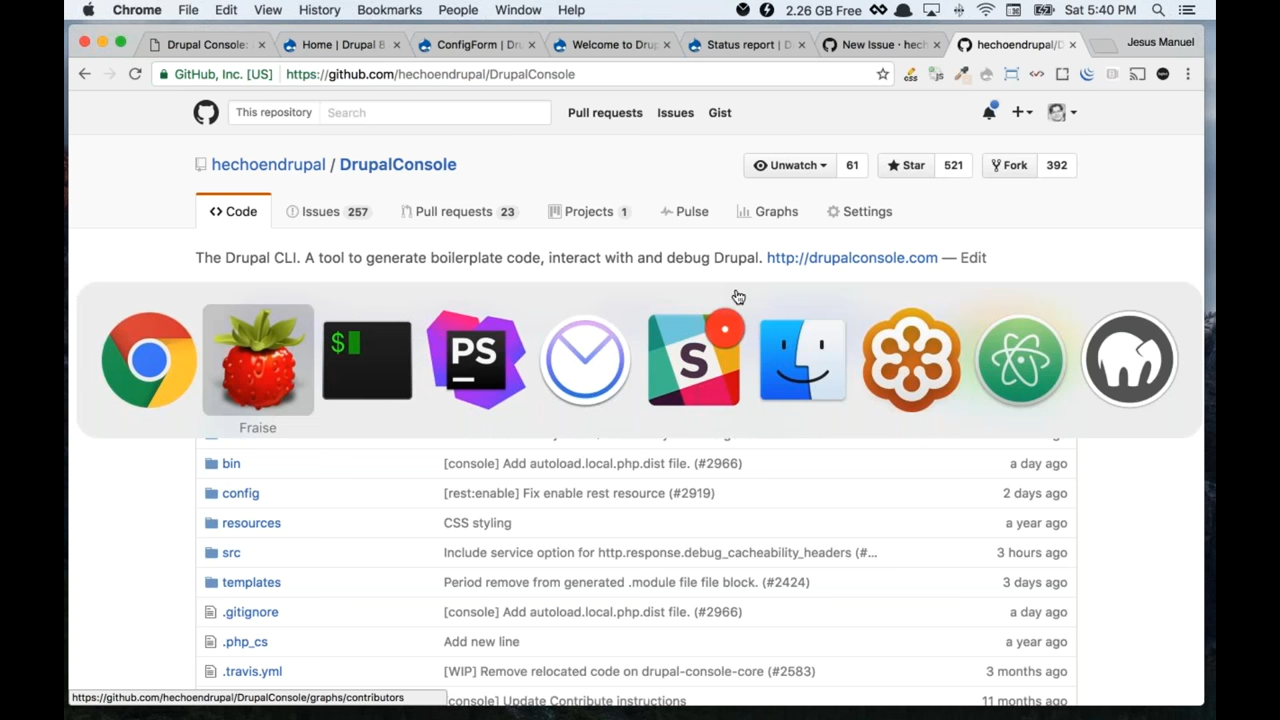 Chrome File Edit View History Bookmarks People Window Help 2.26 GB Free Sat 5:40 PM
Drupal Console: Home | Drupal 8 ConfigForm | Dru Welcome to Drup Status report | D New Issue · hech hechoendrupal/D Jesus Manuel
GitHub, Inc. [US] https://github.com/hechoendrupal/DrupalConsole
This repository Search Pull requests Issues Gist
hechoendrupal / DrupalConsole Unwatch 61 Star 521 Fork 392
Code Issues 257 Pull requests 23 Projects 1 Pulse Graphs Settings
The Drupal CLI. A tool to generate boilerplate code, interact with and debug Drupal. http://drupalconsole.com — Edit
$ PS S
Fraise
bin [console] Add autoload.local.php.dist file. (#2966) a day ago
config [rest:enable] Fix enable rest resource (#2919) 2 days ago
resources CSS styling a year ago
src Include service option for http.response.debug_cacheability_headers (#... 3 hours ago
templates Period remove from generated .module file file block. (#2424) 3 days ago
.gitignore [console] Add autoload.local.php.dist file. (#2966) a day ago
.php_cs Add new line a year ago
.travis.yml [WIP] Remove relocated code on drupal-console-core (#2583) 3 months ago
https://github.com/hechoendrupal/DrupalConsole/graphs/contributors console] Update Contribute instructions 11 months ago